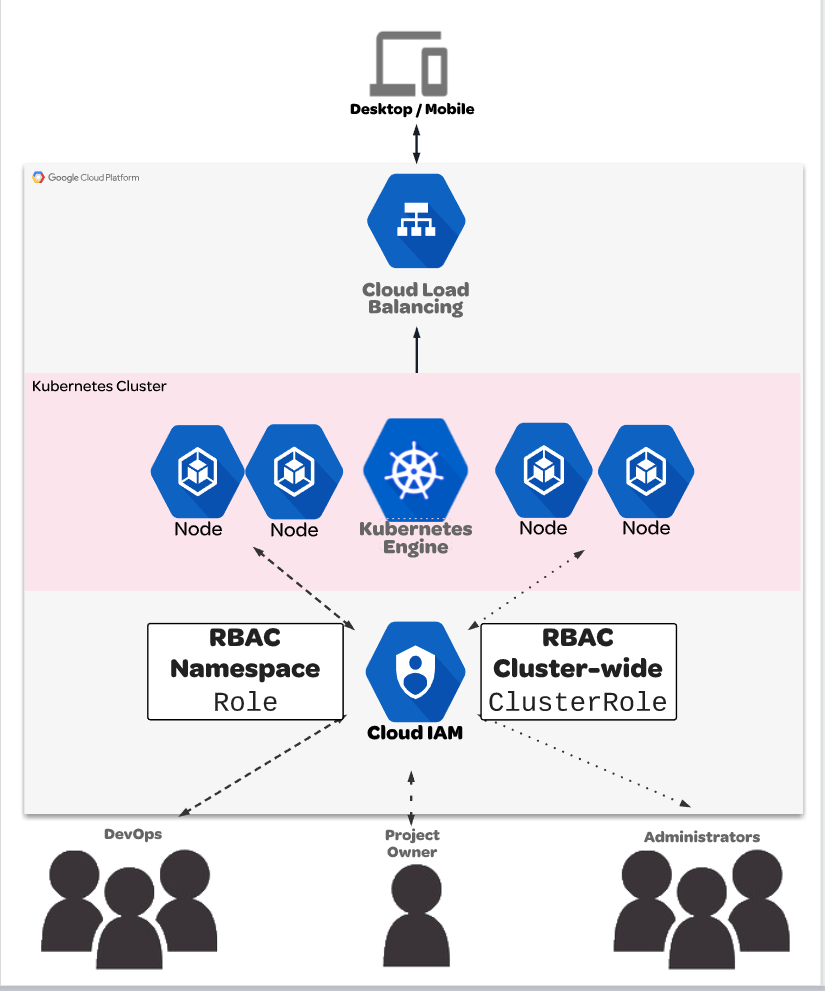 Desktop / Mobile
Google Cloud Platform
Cloud Load
Balancing
Kubernetes Cluster
Node
Node
Kubernetes
Engine
Node
Node
RBAC
Namespace
Role
RBAC
Cluster-wide
ClusterRole
Cloud IAM
DevOps
Project
Owner
Administrators